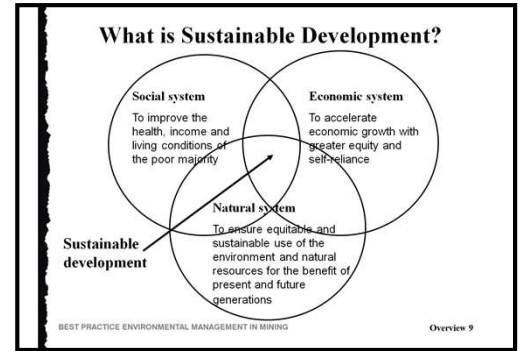 What is Sustainable Development?
Social system
To improve the
health, income and
living conditions of
the poor majority
Economic system
To accelerate
economic growth with
greater equity and
self-reliance
Natural system
To ensure equitable and
sustainable use of the
environment and natural
resources for the benefit of
present and future
generations
Sustainable
development
BEST PRACTICE ENVIRONMENTAL MANAGEMENT IN MINING
Overview 9